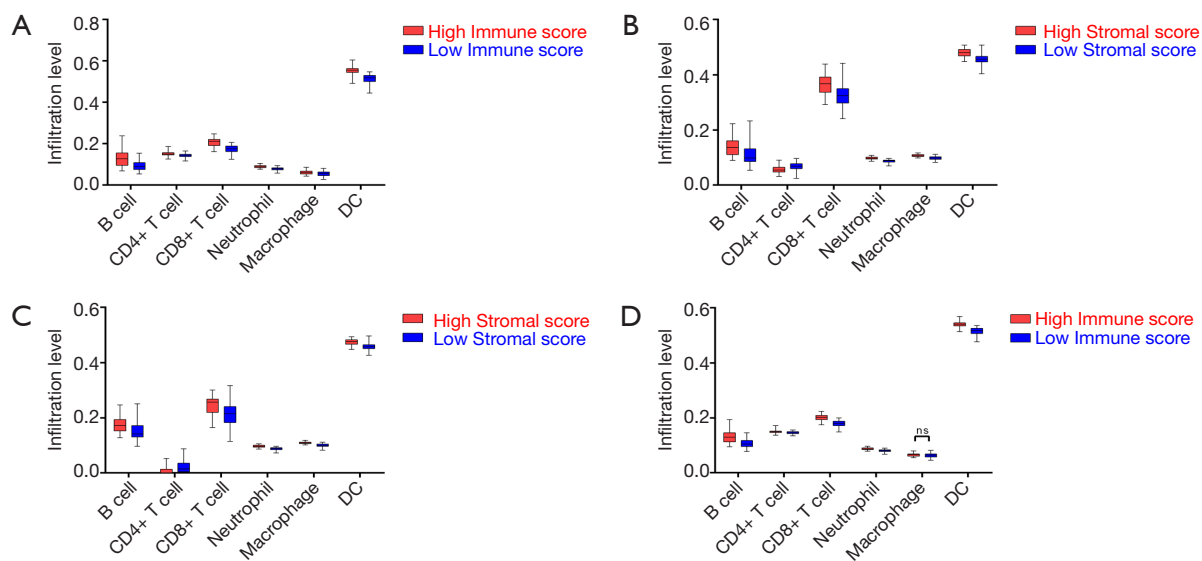 A
Infiltration level
0.8
0.6
0.4
0.2
0.0
High Immune score
Low Immune score
B cell
CD4+ T cell
CD8+ T cell
Neutrophil
Macrophage
DC
B
Infiltration level
0.6
0.4
0.2
0.0
High Stromal score
Low Stromal score
B cell
CD4+ T cell
CD8+ T cell
Neutrophil
Macrophage
DC
C
Infiltration level
0.6
0.4
0.2
0.0
High Stromal score
Low Stromal score
B cell
CD4+ T cell
CD8+ T cell
Neutrophil
Macrophage
DC
D
Infiltration level
0.6
0.4
0.2
0.0
High Immune score
Low Immune score
ns
B cell
CD4+ T cell
CD8+ T cell
Neutrophil
Macrophage
DC